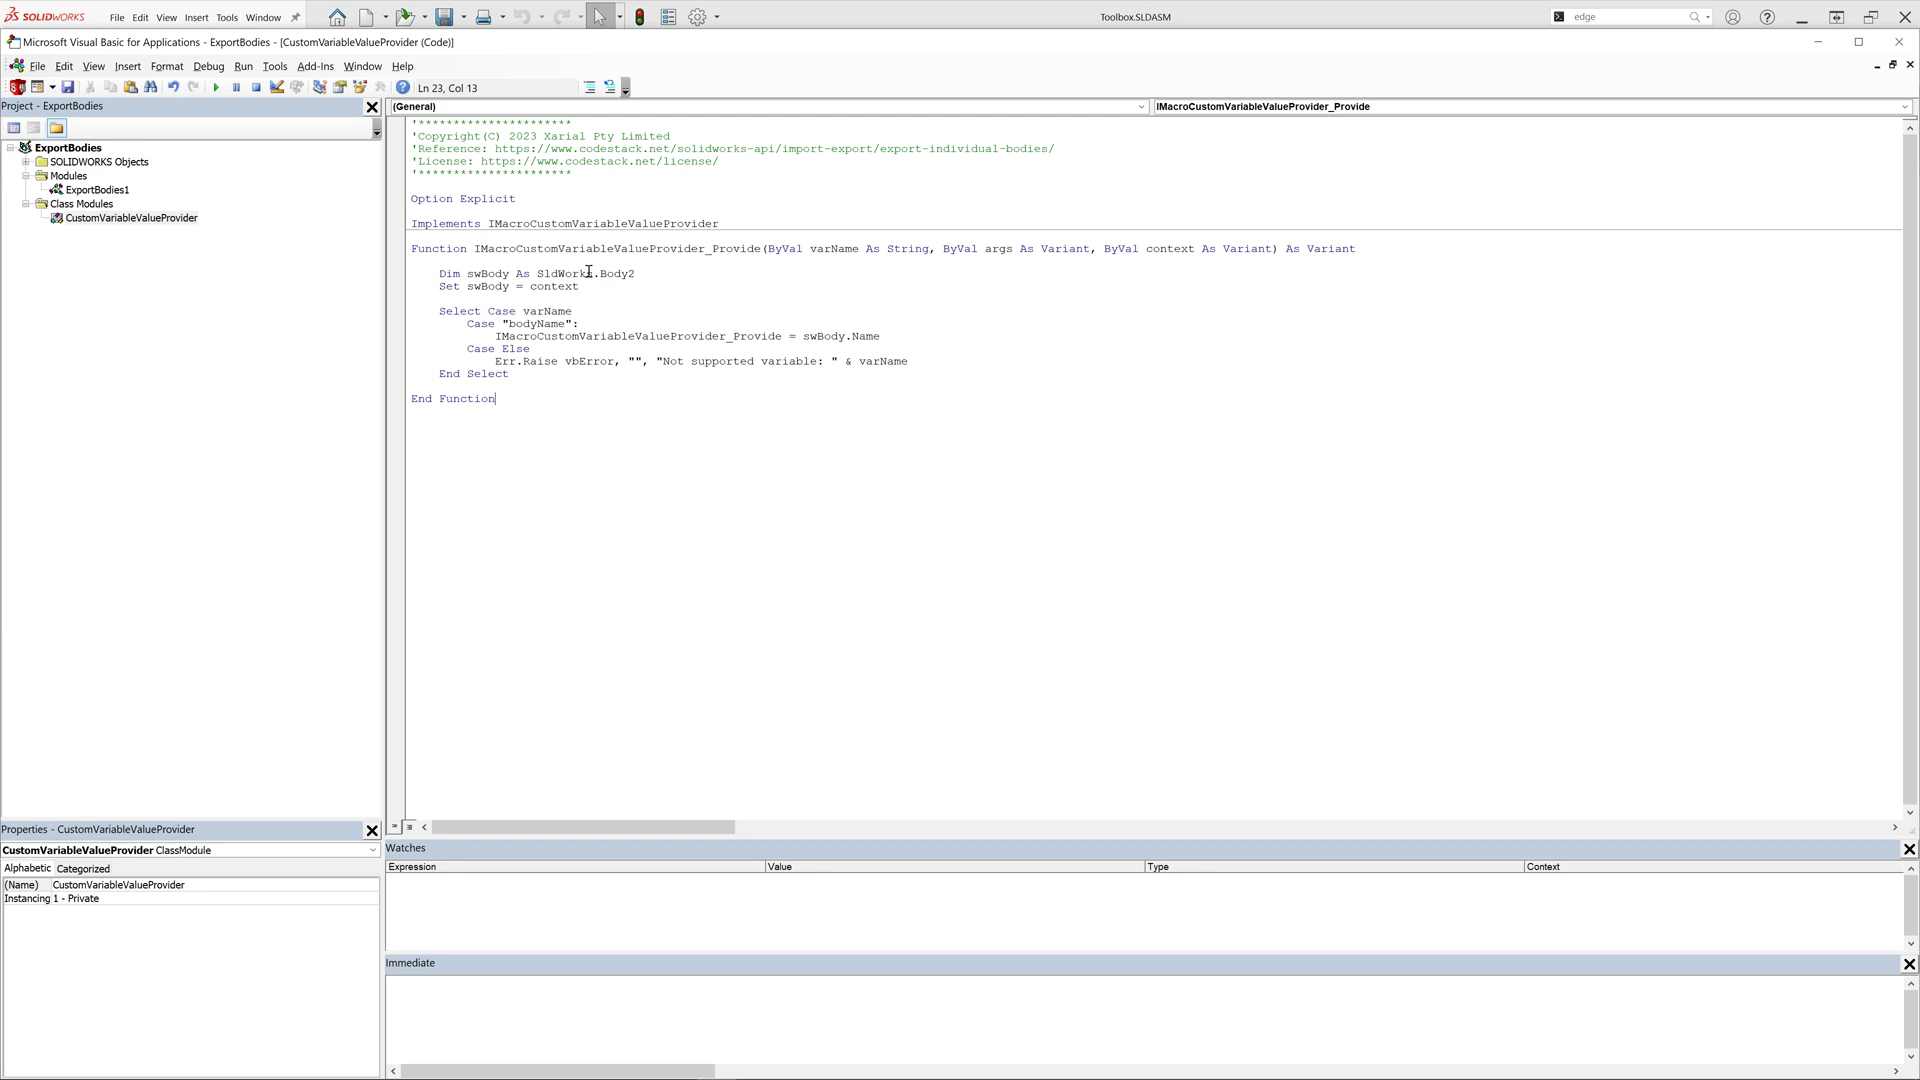 SOLIDWORKS File Edit View Insert Tools Window Toolbox.SLDASM edge
Microsoft Visual Basic for Applications - ExportBodies - [CustomVariableValueProvider (Code)]
File Edit View Insert Format Debug Run Tools Add-Ins Window Help
Ln 23, Col 13
Project - ExportBodies
ExportBodies
SOLIDWORKS Objects
Modules
ExportBodies1
Class Modules
CustomVariableValueProvider
(General) IMacroCustomVariableValueProvider_Provide
'**********************
'Copyright(C) 2023 Xarial Pty Limited
'Reference: https://www.codestack.net/solidworks-api/import-export/export-individual-bodies/
'License: https://www.codestack.net/license/
'**********************
Option Explicit
Implements IMacroCustomVariableValueProvider
Function IMacroCustomVariableValueProvider_Provide(ByVal varName As String, ByVal args As Variant, ByVal context As Variant) As Variant
Dim swBody As SldWorks.Body2
Set swBody = context
Select Case varName
Case "bodyName":
IMacroCustomVariableValueProvider_Provide = swBody.Name
Case Else
Err.Raise vbError, "", "Not supported variable: " & varName
End Select
End Function
Properties - CustomVariableValueProvider
CustomVariableValueProvider ClassModule
Alphabetic Categorized
(Name) CustomVariableValueProvider
Instancing 1 - Private
Watches
Expression Value Type Context
Immediate